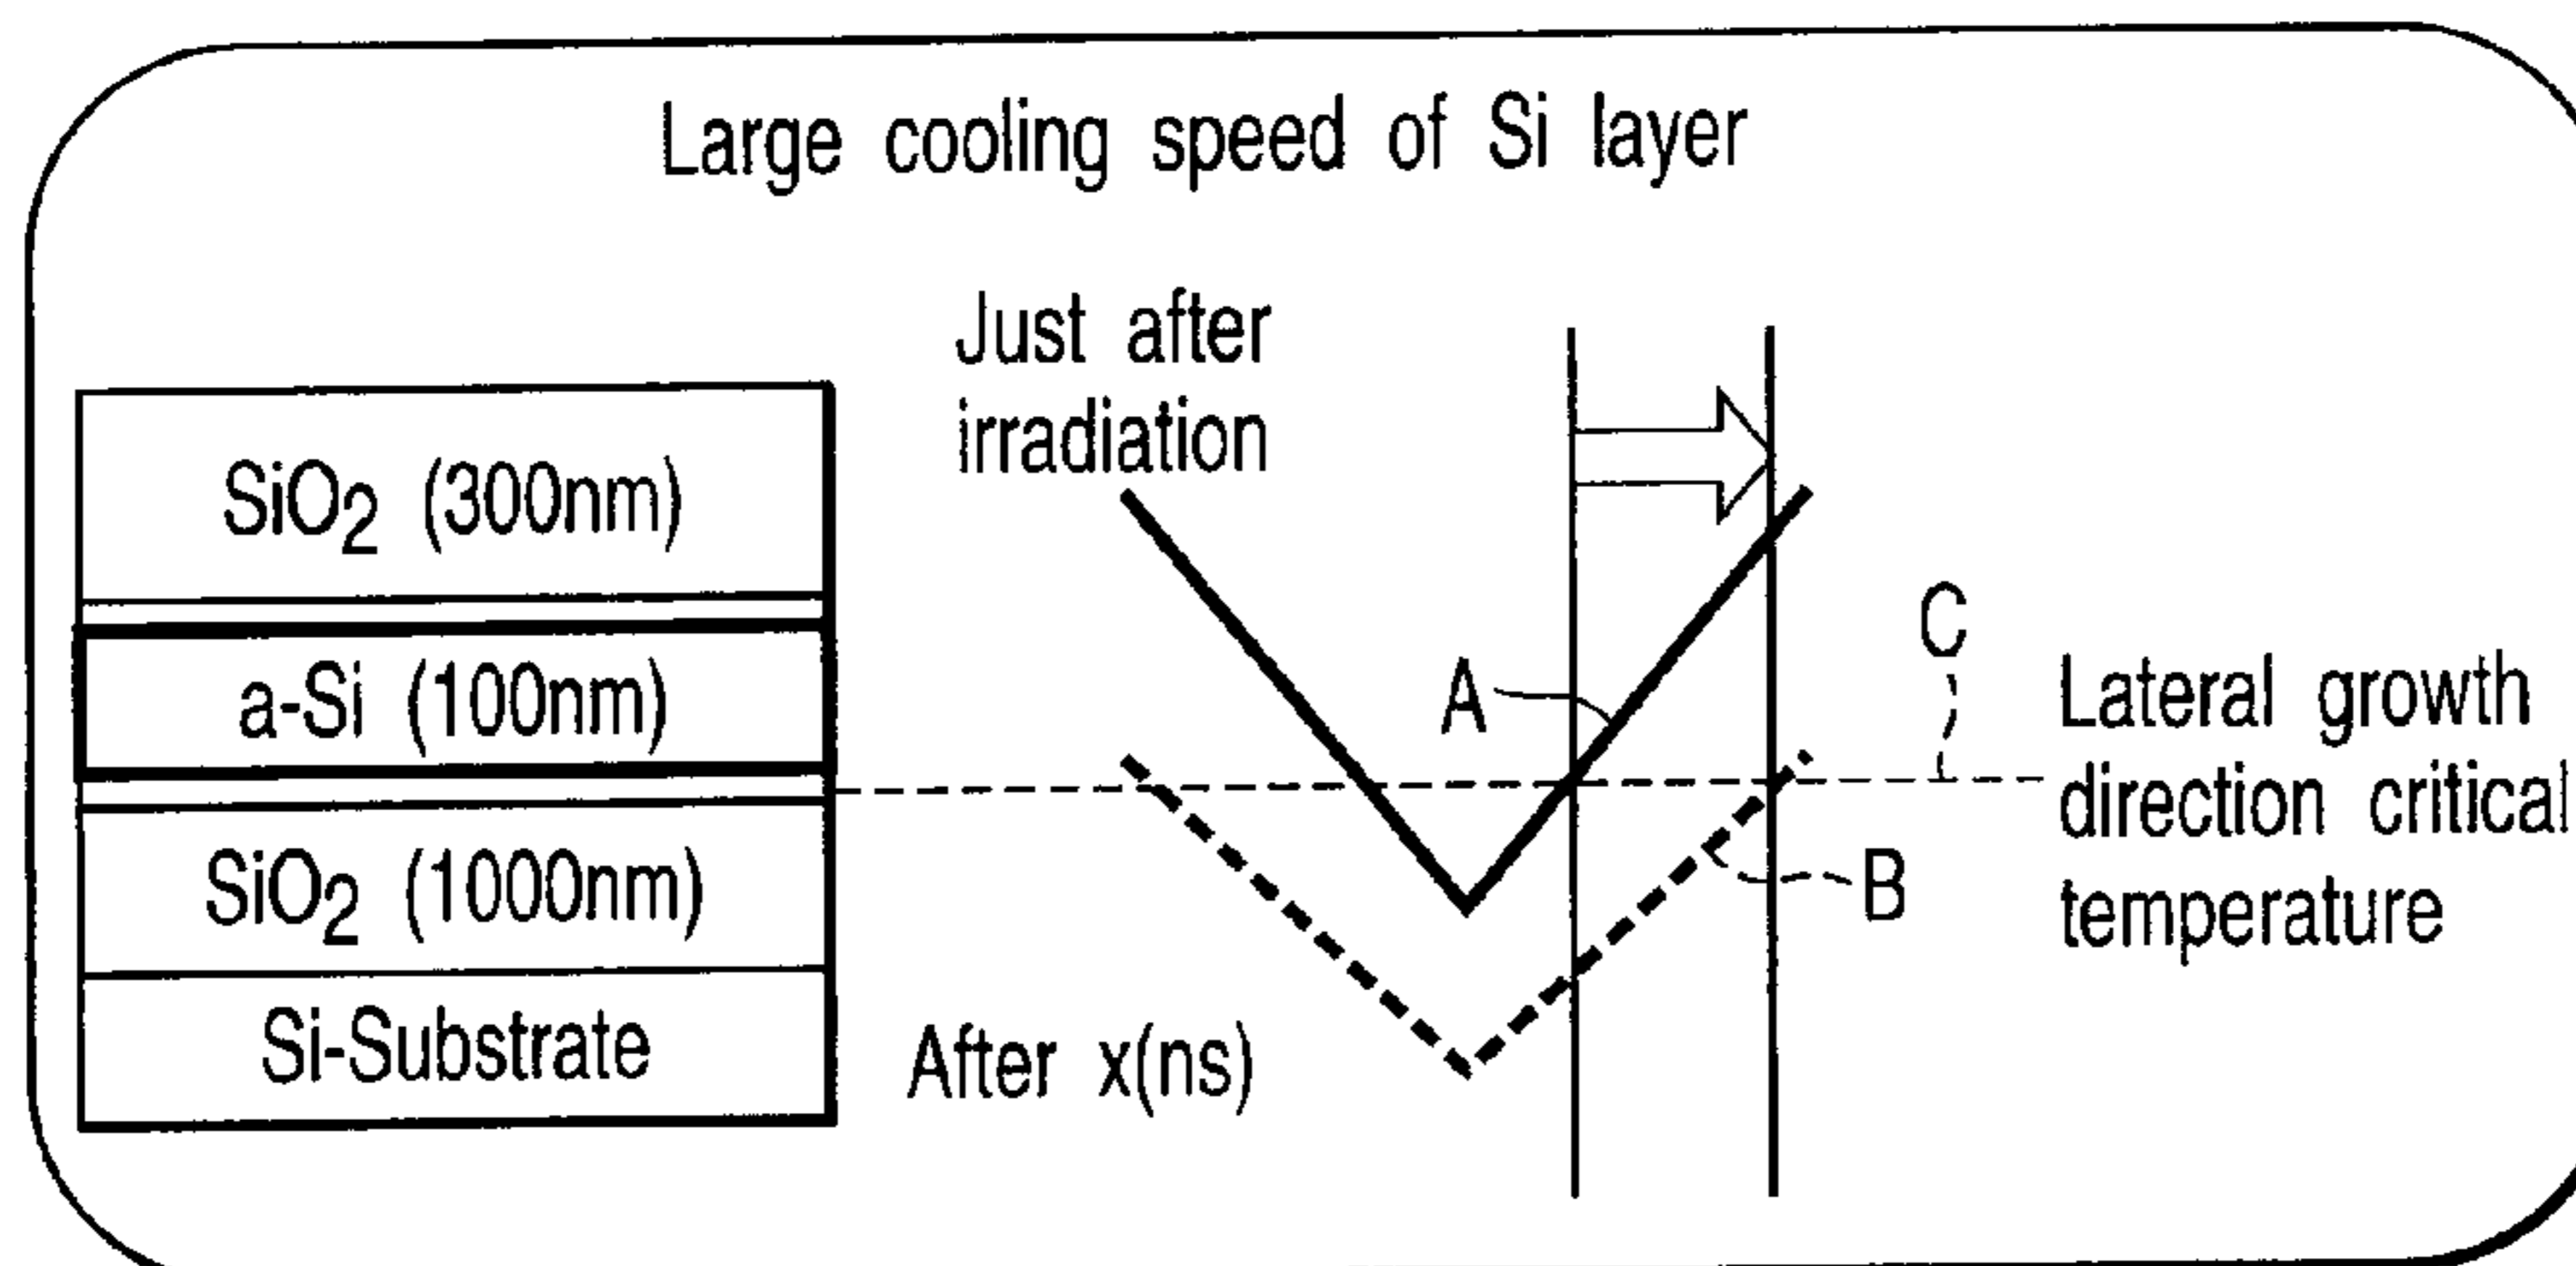 Large cooling speed of Si layer
Just after
irradiation
SiO2 (300nm)
a-Si (100nm)
SiO2 (1000nm)
Si-Substrate
After x(ns)
A
B
C
Lateral growth
direction critical
temperature